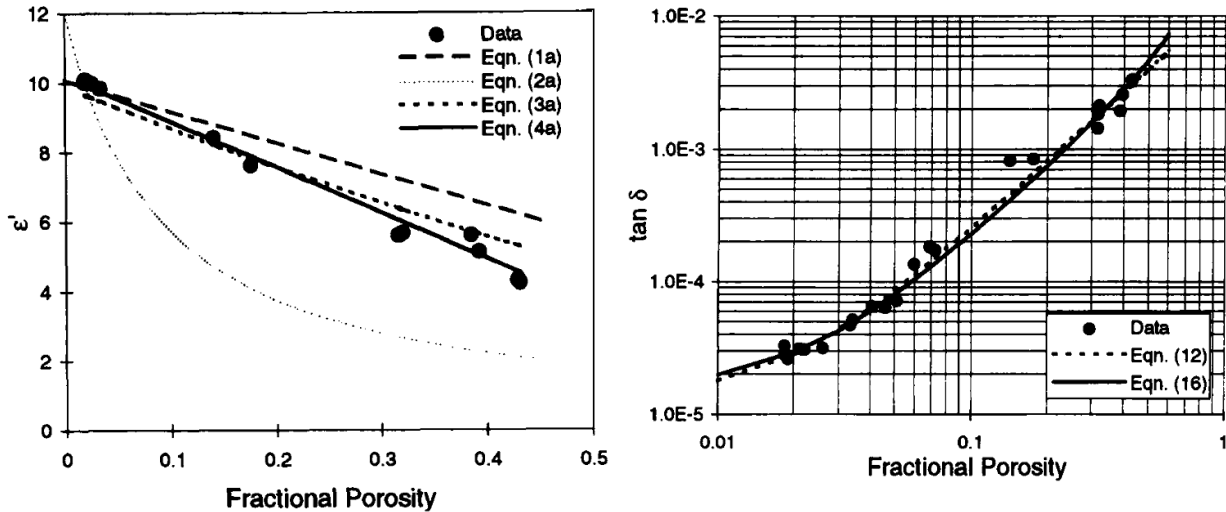 12
10
8
6
4
2
0
ε'
Data
Eqn. (1a)
Eqn. (2a)
Eqn. (3a)
Eqn. (4a)
0 0.1 0.2 0.3 0.4 0.5
Fractional Porosity
1.0E-2
1.0E-3
1.0E-4
1.0E-5
tan δ
Data
Eqn. (12)
Eqn. (16)
0.01 0.1 1
Fractional Porosity